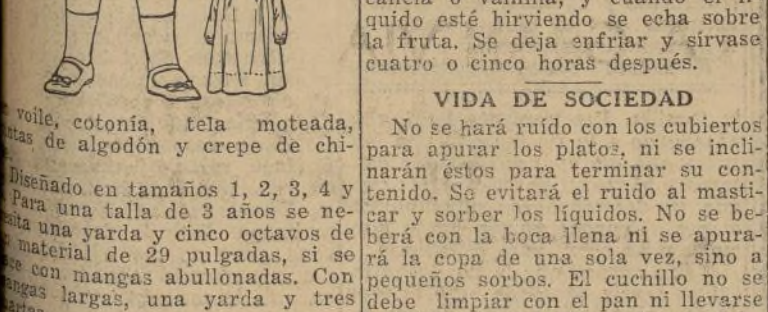 voile, cotonía, tela moteada,
de algodón y crepe de chi-
Diseñado en tamaños 1, 2, 3, 4 y
Para una talla de 3 años se ne-
una yarda y cinco octavos de
material de 29 pulgadas, si se
con mangas abullonadas. Con
largas, una yarda y tres
quido esté hirviendo se echa sobre
la fruta. Se deja enfriar y sírvase
cuatro o cinco horas después.
VIDA DE SOCIEDAD
No se hará ruído con los cubiertos
para apurar los platos, ni se incli-
narán éstos para terminar su con-
tenido. Se evitará el ruido al masti-
car y sorber los líquidos. No se be-
berá con la boca llena ni se apura-
rá la copa de una sola vez, sino a
pequeños sorbos. El cuchillo no se
debe limpiar con el pan ni llevarse